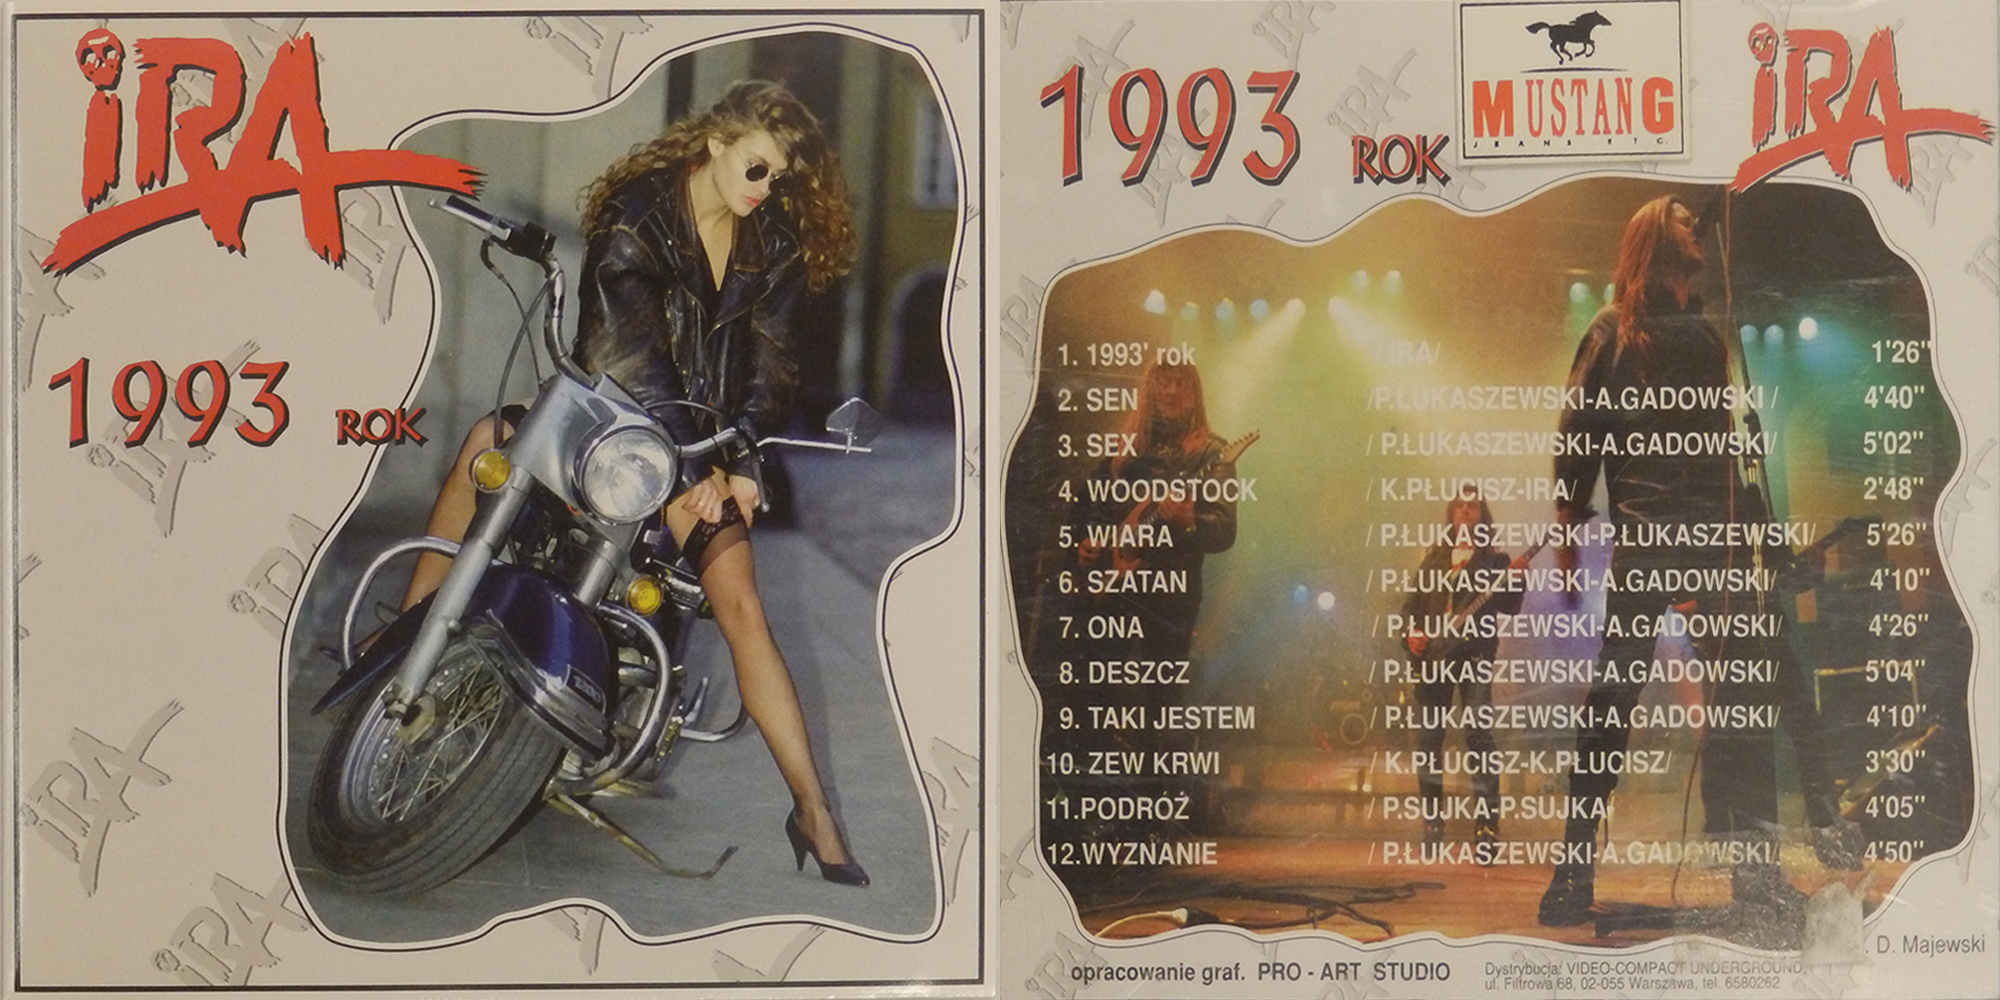 iRA
1993 ROK
1993 ROK
MUSTANG
JEANS ETC.
iRA
1. 1993' rok /IRA/ 1'26"
2. SEN /P.ŁUKASZEWSKI-A.GADOWSKI / 4'40"
3. SEX / P.ŁUKASZEWSKI-A.GADOWSKI/ 5'02"
4. WOODSTOCK / K.PŁUCISZ-IRA/ 2'48"
5. WIARA / P.ŁUKASZEWSKI-P.ŁUKASZEWSKI/ 5'26"
6. SZATAN / P.ŁUKASZEWSKI-A.GADOWSKI/ 4'10"
7. ONA / P.ŁUKASZEWSKI-A.GADOWSKI/ 4'26"
8. DESZCZ / P.ŁUKASZEWSKI-A.GADOWSKI/ 5'04"
9. TAKI JESTEM / P.ŁUKASZEWSKI-A.GADOWSKI/ 4'10"
10. ZEW KRWI / K.PŁUCISZ-K.PŁUCISZ/ 3'30"
11.PODRÓŻ / P.SUJKA-P.SUJKA/ 4'05"
12.WYZNANIE / P.ŁUKASZEWSKI-A.GADOWSKI/ 4'50"
. D. Majewski
opracowanie graf. PRO - ART STUDIO
Dystrybucja: VIDEO-COMPACT UNDERGROUND,
ul. Filtrowa 68, 02-055 Warszawa, tel. 6580262